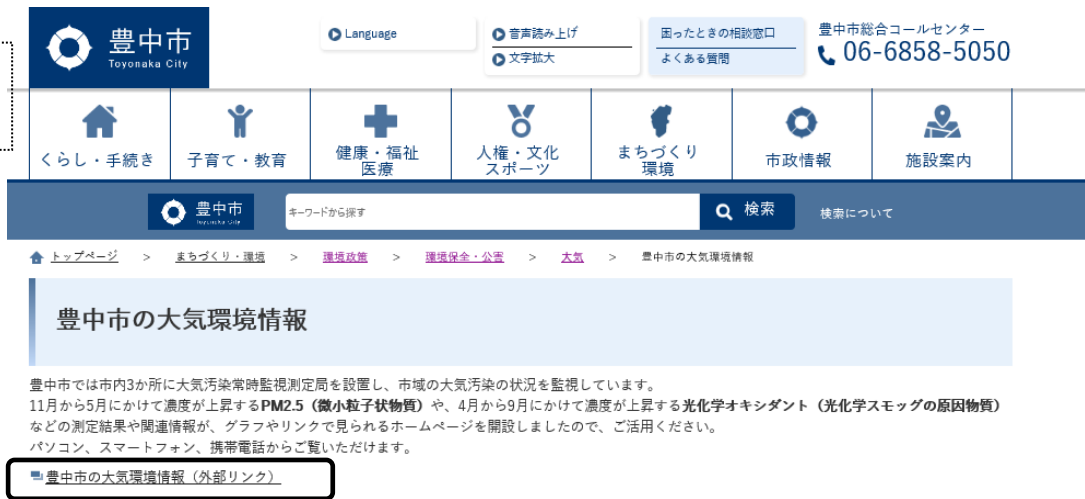 豊中市
Toyonaka City
Language
音声読み上げ
文字拡大
困ったときの相談窓口
よくある質問
豊中市総合コールセンター
06-6858-5050
くらし・手続き
子育て・教育
健康・福祉
医療
人権・文化
スポーツ
まちづくり
環境
市政情報
施設案内
豊中市
Toyonaka City
キーワードから探す
検索
検索について
トップページ > まちづくり・環境 > 環境政策 > 環境保全・公害 > 大気 > 豊中市の大気環境情報
豊中市の大気環境情報
豊中市では市内3か所に大気汚染常時監視測定局を設置し、市域の大気汚染の状況を監視しています。
11月から5月にかけて濃度が上昇するPM2.5（微小粒子状物質）や、4月から9月にかけて濃度が上昇する光化学オキシダント（光化学スモッグの原因物質）
などの測定結果や関連情報が、グラフやリンクで見られるホームページを開設しましたので、ご活用ください。
パソコン、スマートフォン、携帯電話からご覧いただけます。
豊中市の大気環境情報（外部リンク）